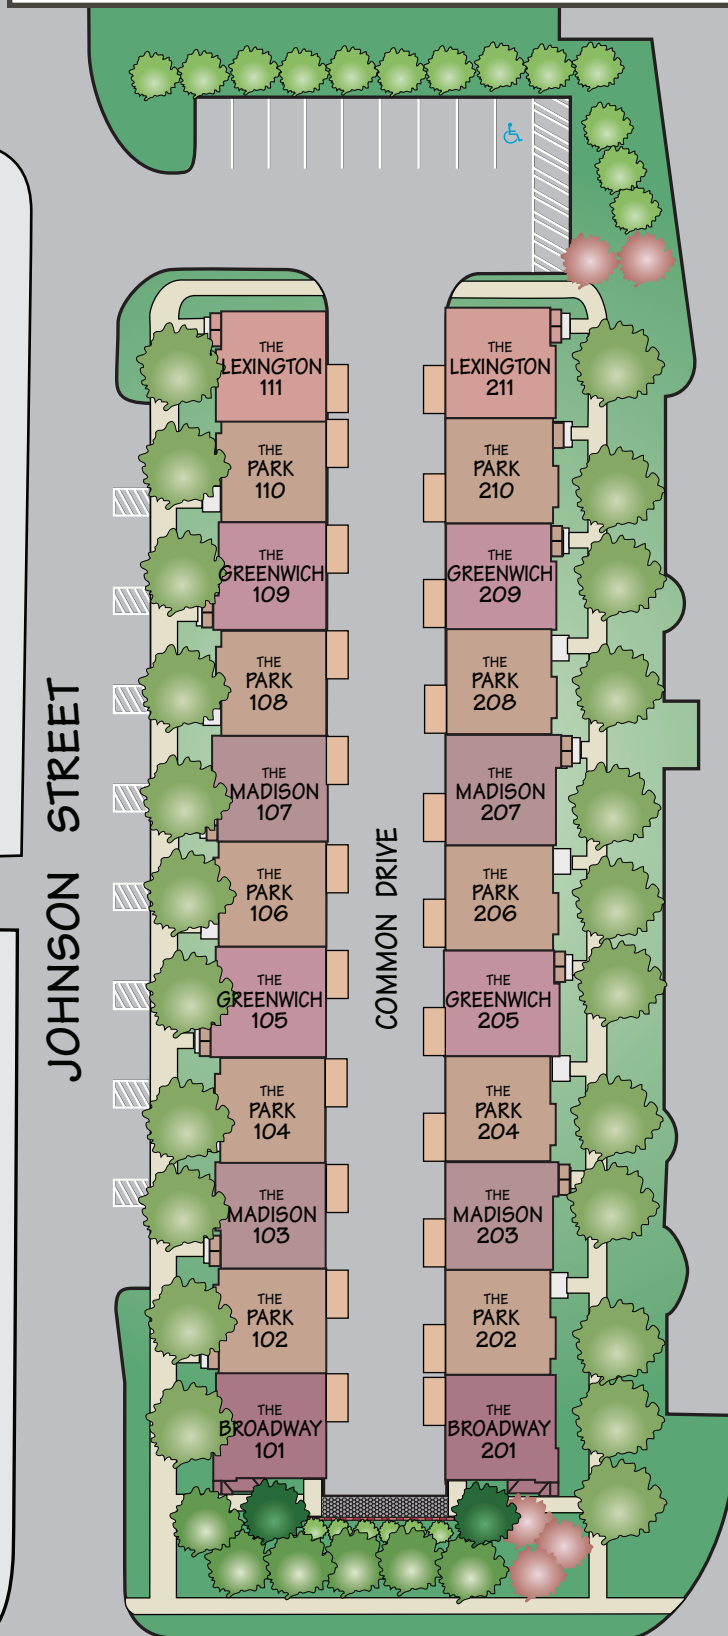 THE
LEXINGTON
111
THE
PARK
110
THE
GREENWICH
109
THE
PARK
108
THE
MADISON
107
THE
PARK
106
THE
GREENWICH
105
THE
PARK
104
THE
MADISON
103
THE
PARK
102
THE
BROADWAY
101
THE
LEXINGTON
211
THE
PARK
210
THE
GREENWICH
209
THE
PARK
208
THE
MADISON
207
THE
PARK
206
THE
GREENWICH
205
THE
PARK
204
THE
MADISON
203
THE
PARK
202
THE
BROADWAY
201
JOHNSON STREET
COMMON DRIVE